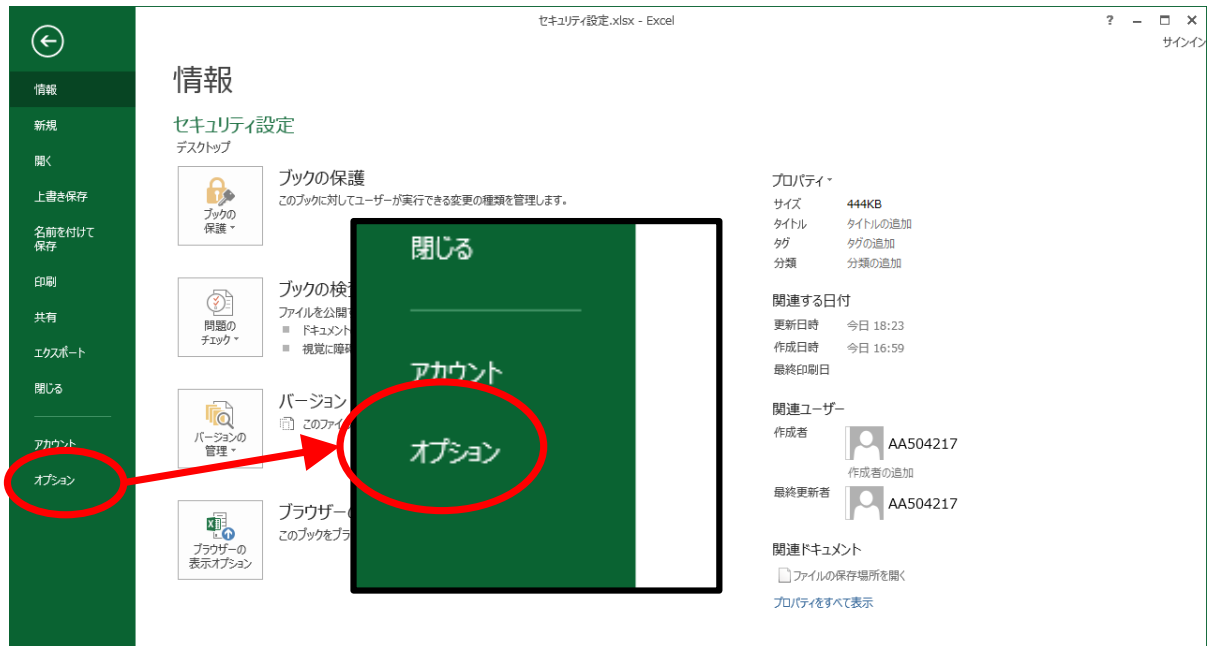 セキュリティ設定.xlsx - Excel
?
サインイン
情報
新規
開く
上書き保存
名前を付けて
保存
印刷
共有
エクスポート
閉じる
アカウント
オプション
情報
セキュリティ設定
デスクトップ
ブックの
保護
ブックの保護
このブックに対してユーザーが実行できる変更の種類を管理します。
問題の
チェック
ブックの検
ファイルを公開
ドキュメント
視覚に障
バージョンの
管理
バージョン
このファイ
ブラウザーの
表示オプション
ブラウザーの
このブックをブラ
閉じる
アカウント
オプション
プロパティ
サイズ 444KB
タイトル タイトルの追加
タグ タグの追加
分類 分類の追加
関連する日付
更新日時 今日 18:23
作成日時 今日 16:59
最終印刷日
関連ユーザー
作成者 AA504217
作成者の追加
最終更新者 AA504217
関連ドキュメント
ファイルの保存場所を開く
プロパティをすべて表示